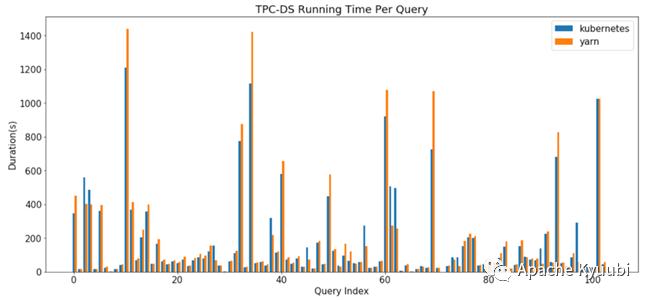 TPC-DS Running Time Per Query
kubernetes
yarn
Duration(s)
1400
1200
1000
800
600
400
200
0
0
20
40
60
80
100
Query Index
Apache Kyuubi